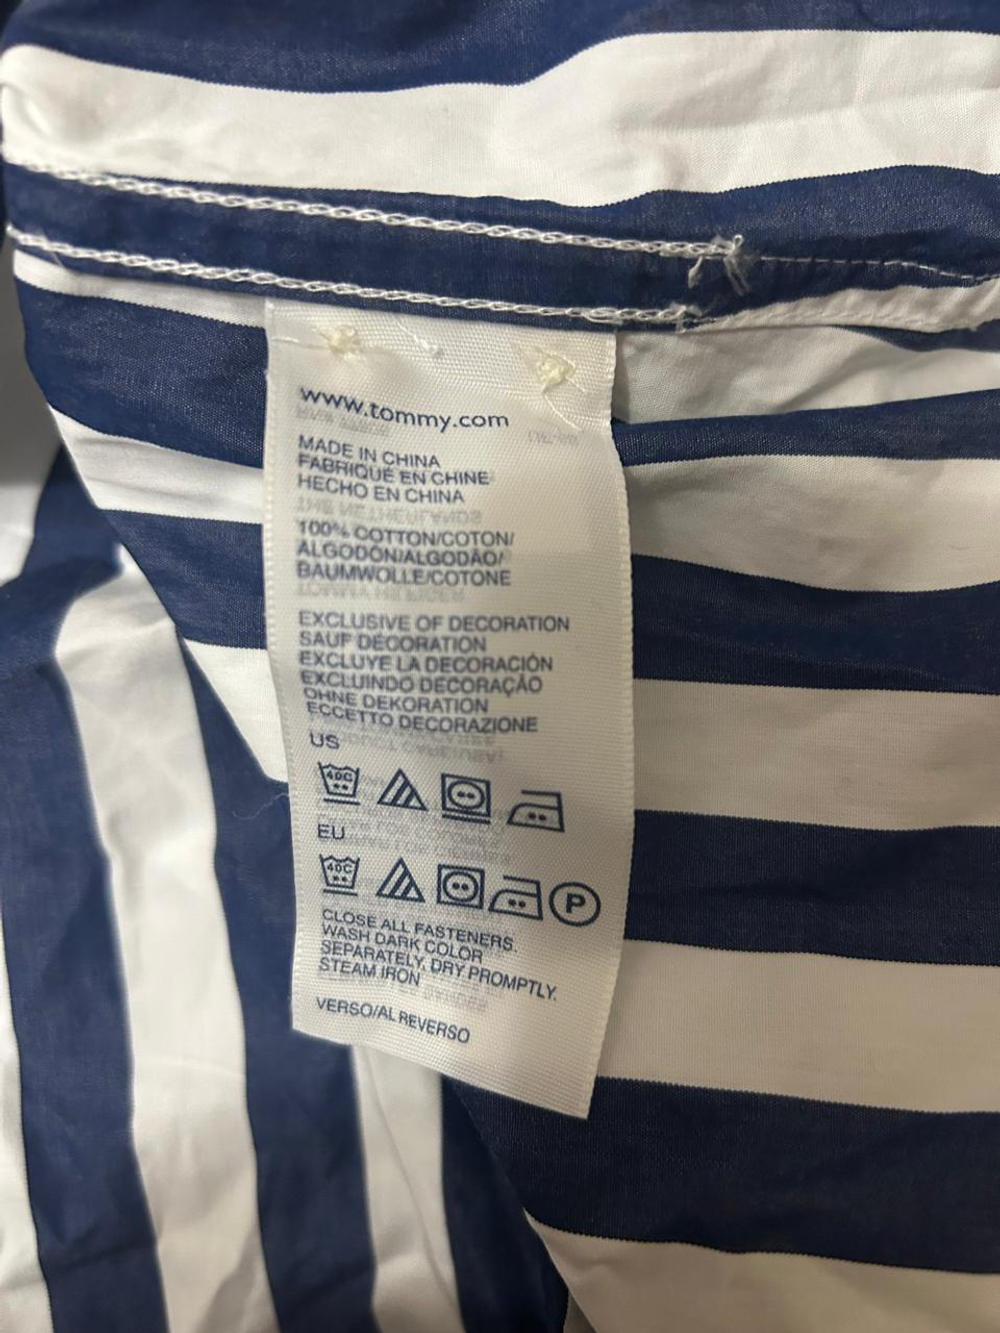 www.tommy.com
MADE IN CHINA
FABRIQUÉ EN CHINE
HECHO EN CHINA
100% COTTON/COTON/
ALGODÓN/ALGODÃO/
BAUMWOLLE/COTONE
EXCLUSIVE OF DECORATION
SAUF DÉCORATION
EXCLUYE LA DECORACIÓN
EXCLUINDO DECORAÇÃO
OHNE DEKORATION
ECCETTO DECORAZIONE
US
40C
EU
40C
P
CLOSE ALL FASTENERS.
WASH DARK COLOR
SEPARATELY, DRY PROMPTLY.
STEAM IRON
VERSO/AL REVERSO